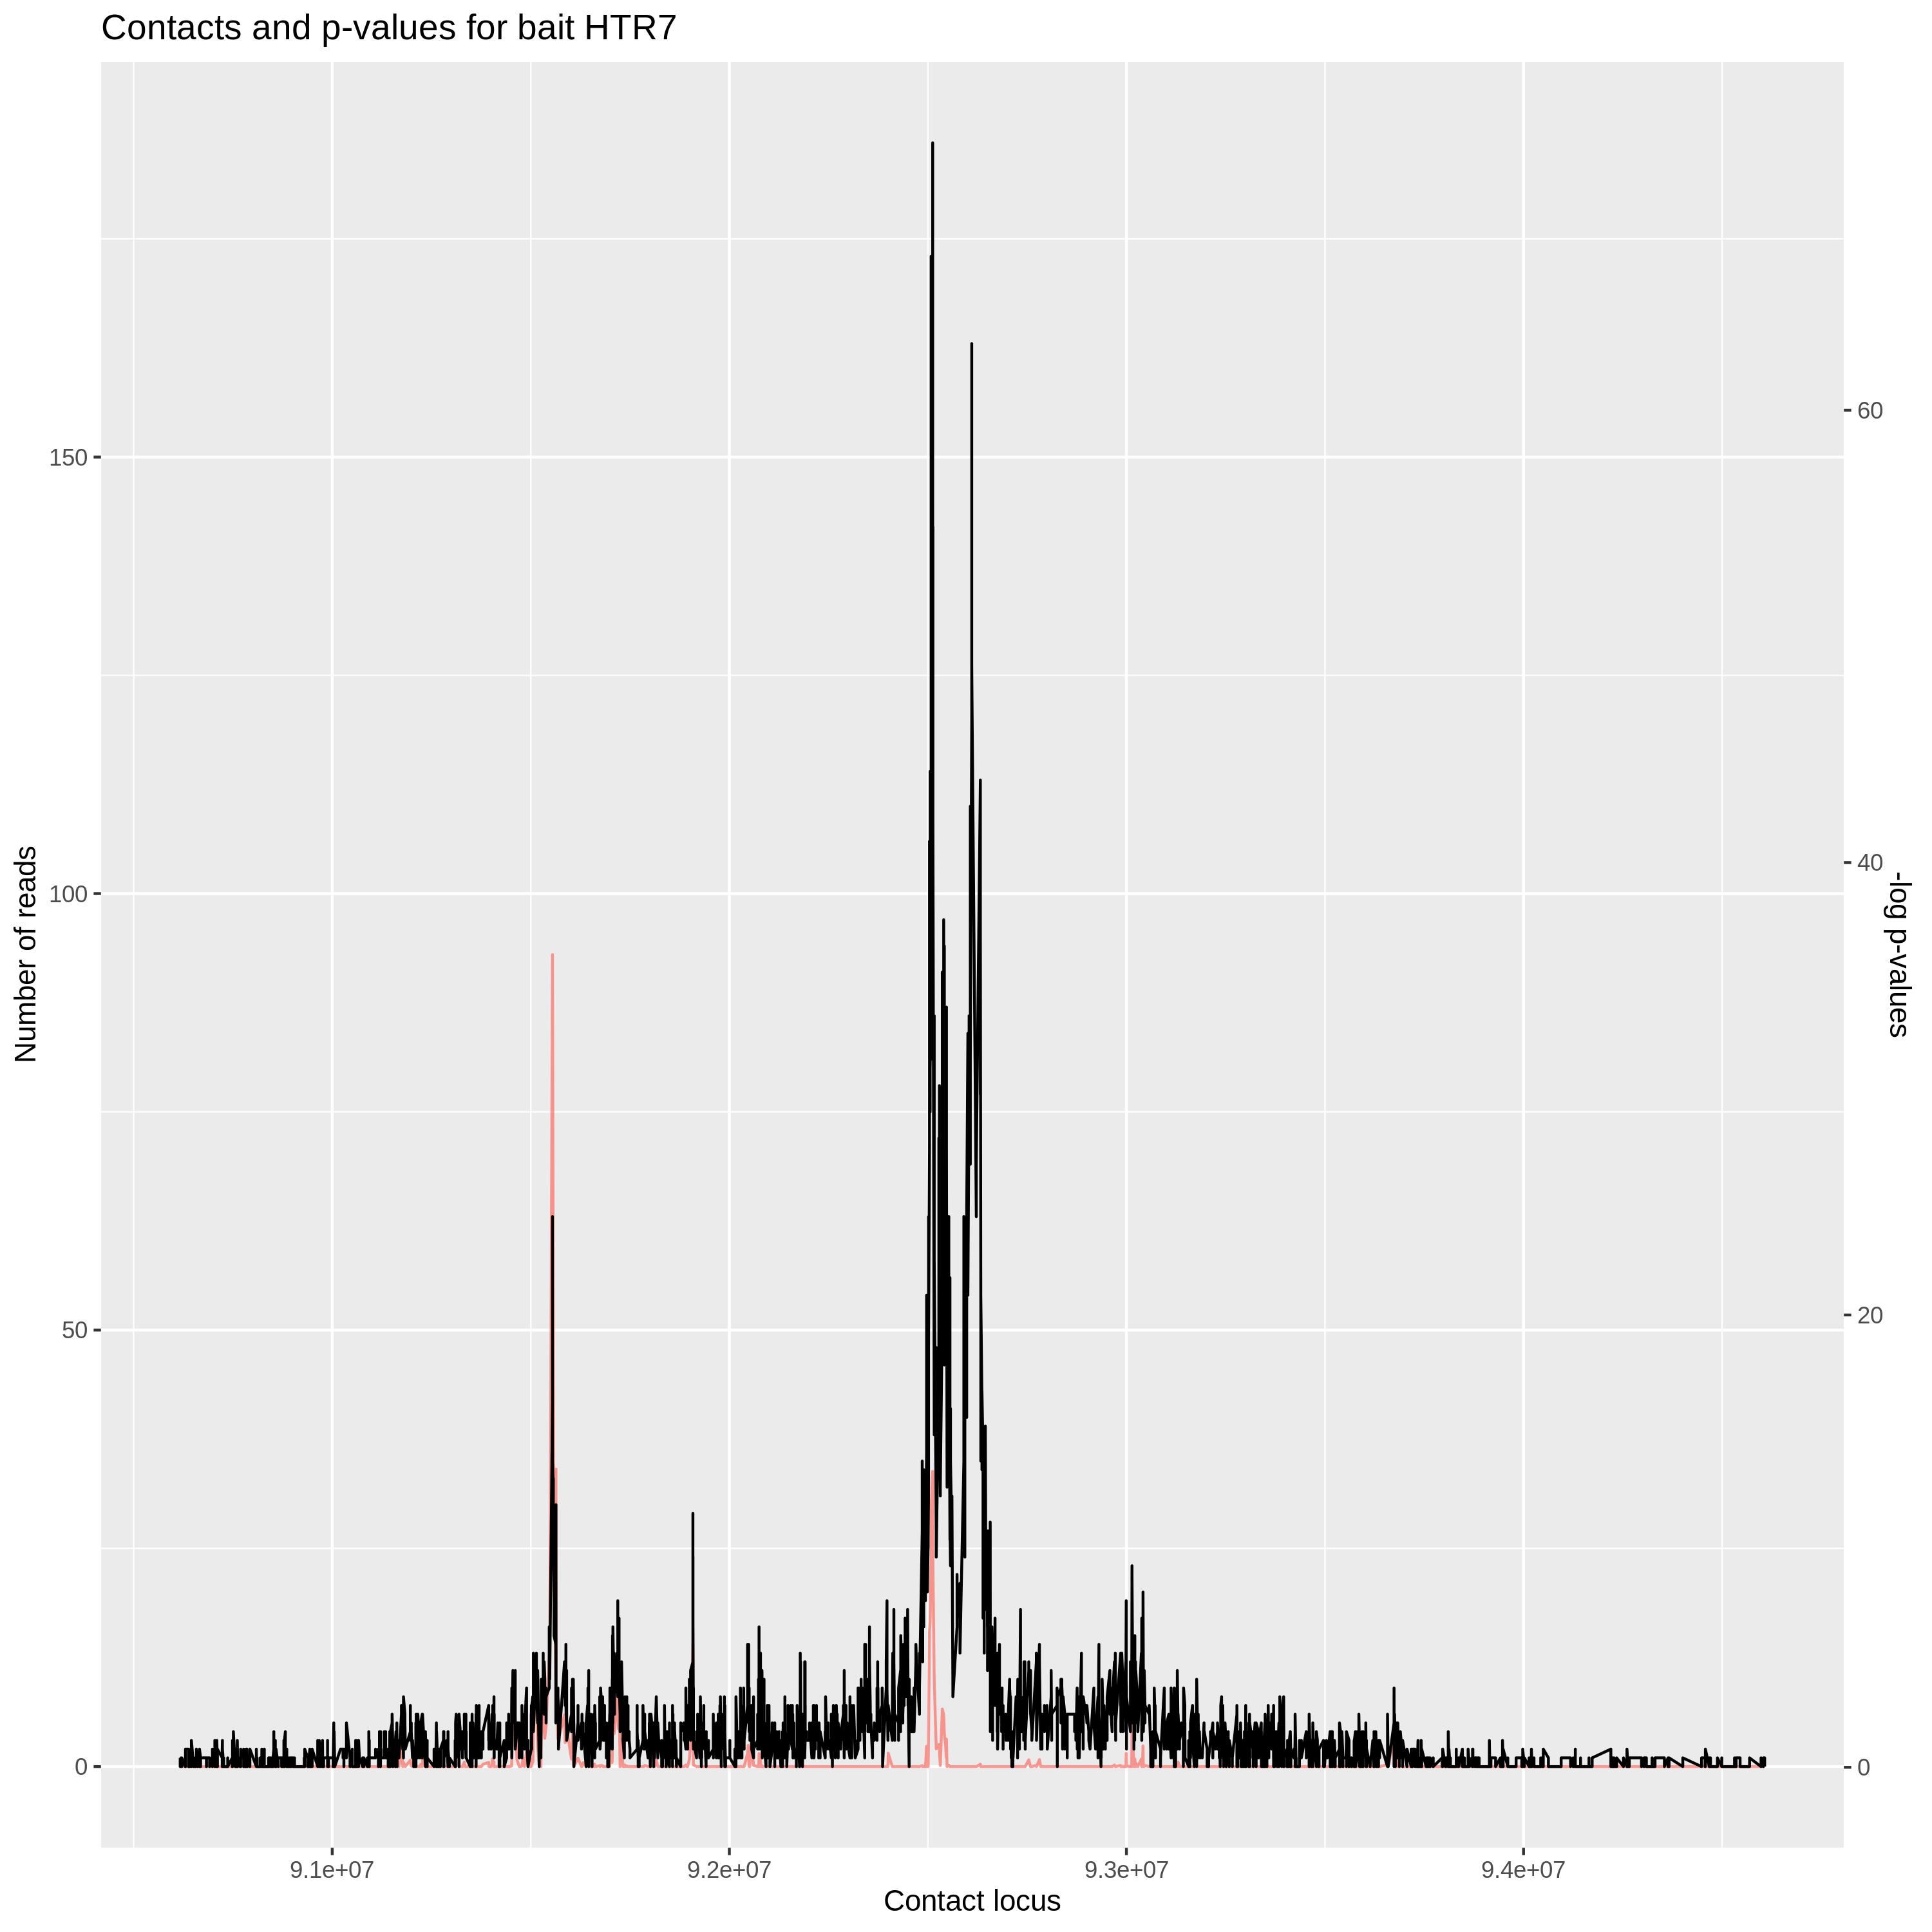 Contacts and p-values for bait HTR7
Number of reads
150
100
50
0
60
40
20
0
-log p-values
9.1e+07
9.2e+07
9.3e+07
9.4e+07
Contact locus